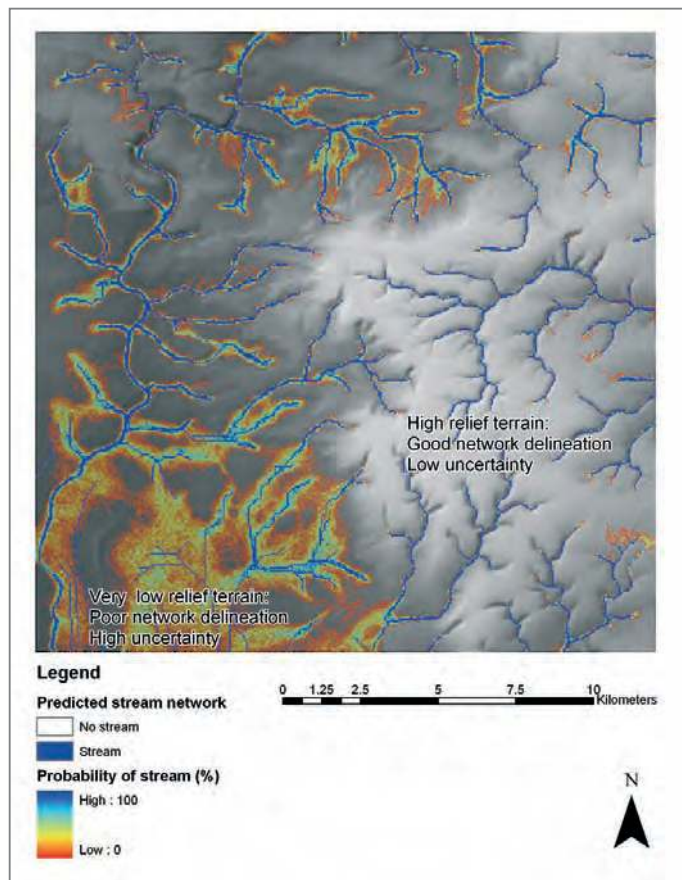 High relief terrain:
Good network delineation
Low uncertainty
Very low relief terrain:
Poor network delineation
High uncertainty
Legend
Predicted stream network
No stream
Stream
Probability of stream (%)
High : 100
Low : 0
0 1.25 2.5 5 7.5 10
Kilometers
N